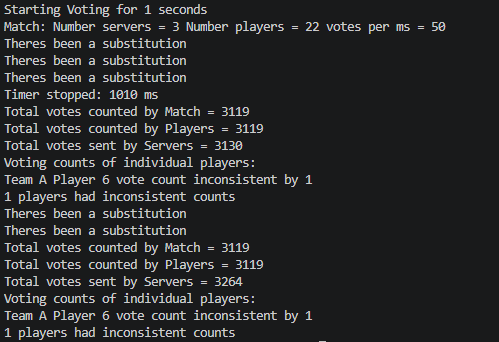 Starting Voting for 1 seconds
Match: Number servers = 3 Number players = 22 votes per ms = 50
Theres been a substitution
Theres been a substitution
Theres been a substitution
Timer stopped: 1010 ms
Total votes counted by Match = 3119
Total votes counted by Players = 3119
Total votes sent by Servers = 3130
Voting counts of individual players:
Team A Player 6 vote count inconsistent by 1
1 players had inconsistent counts
Theres been a substitution
Theres been a substitution
Total votes counted by Match = 3119
Total votes counted by Players = 3119
Total votes sent by Servers = 3264
Voting counts of individual players:
Team A Player 6 vote count inconsistent by 1
1 players had inconsistent counts